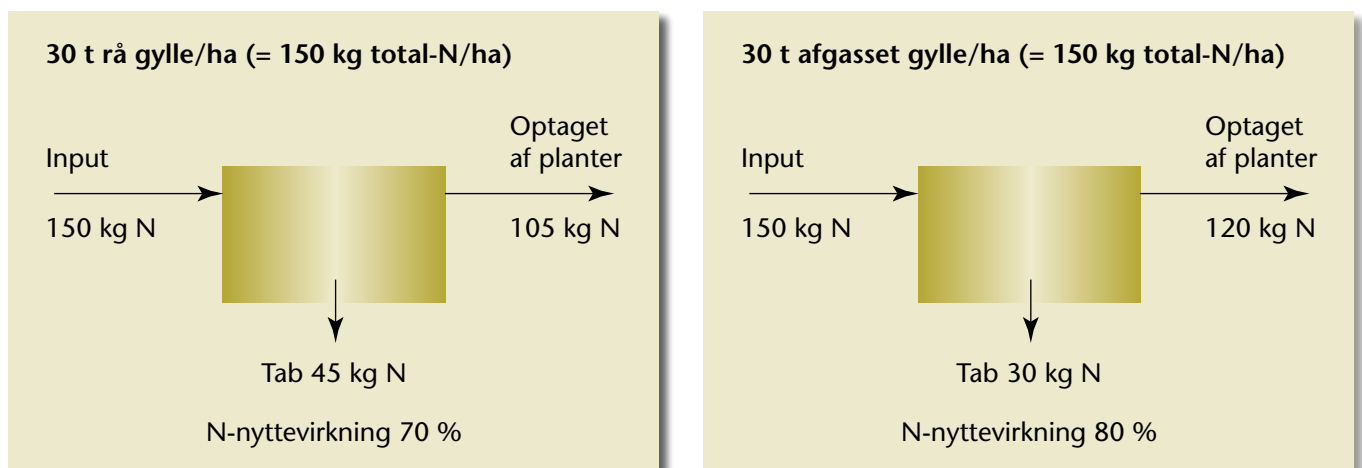 30 t rå gylle/ha (= 150 kg total-N/ha)
Input
150 kg N
Optaget
af planter
105 kg N
Tab 45 kg N
N-nyttevirkning 70 %
30 t afgasset gylle/ha (= 150 kg total-N/ha)
Input
150 kg N
Optaget
af planter
120 kg N
Tab 30 kg N
N-nyttevirkning 80 %